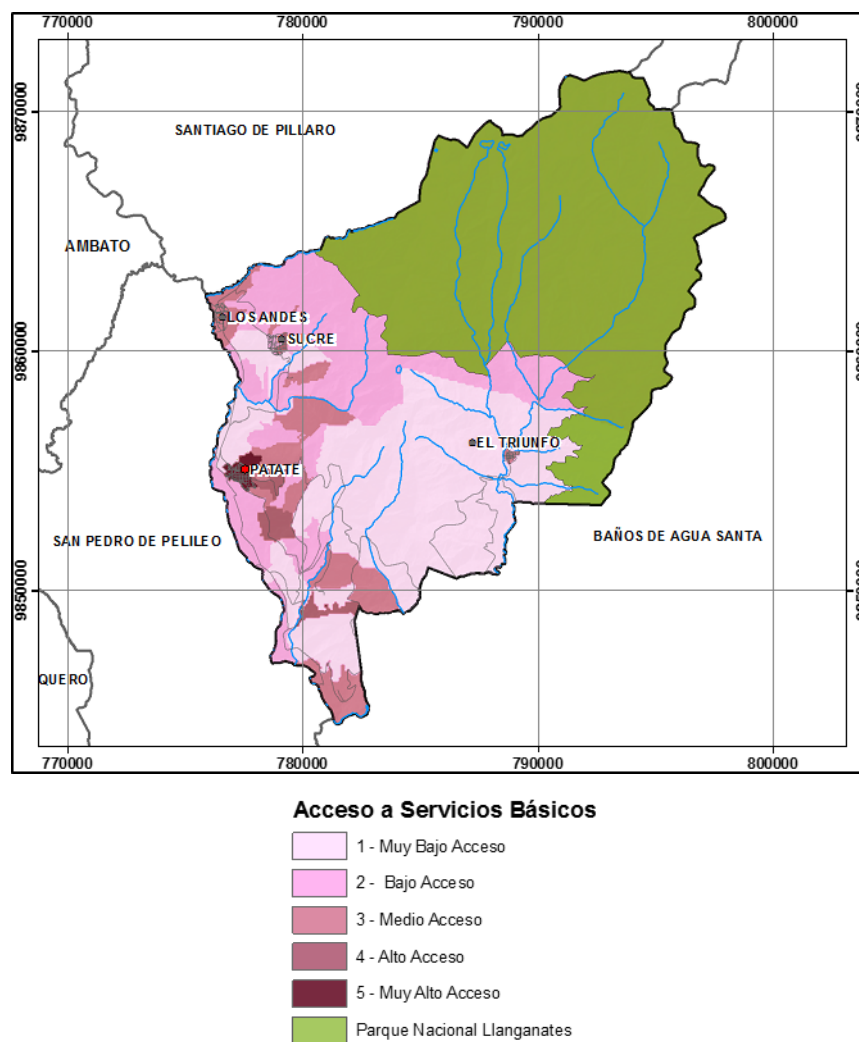 770000 780000 790000 800000
9870000
SANTIAGO DE PILLARO
AMBATO
LOS ANDES
SUCRE
9860000
EL TRIUNFO
PATATE
SAN PEDRO DE PELILEO
BAÑOS DE AGUA SANTA
9850000
QUERO
770000 780000 790000 800000
Acceso a Servicios Básicos
1 - Muy Bajo Acceso
2 - Bajo Acceso
3 - Medio Acceso
4 - Alto Acceso
5 - Muy Alto Acceso
Parque Nacional Llanganates